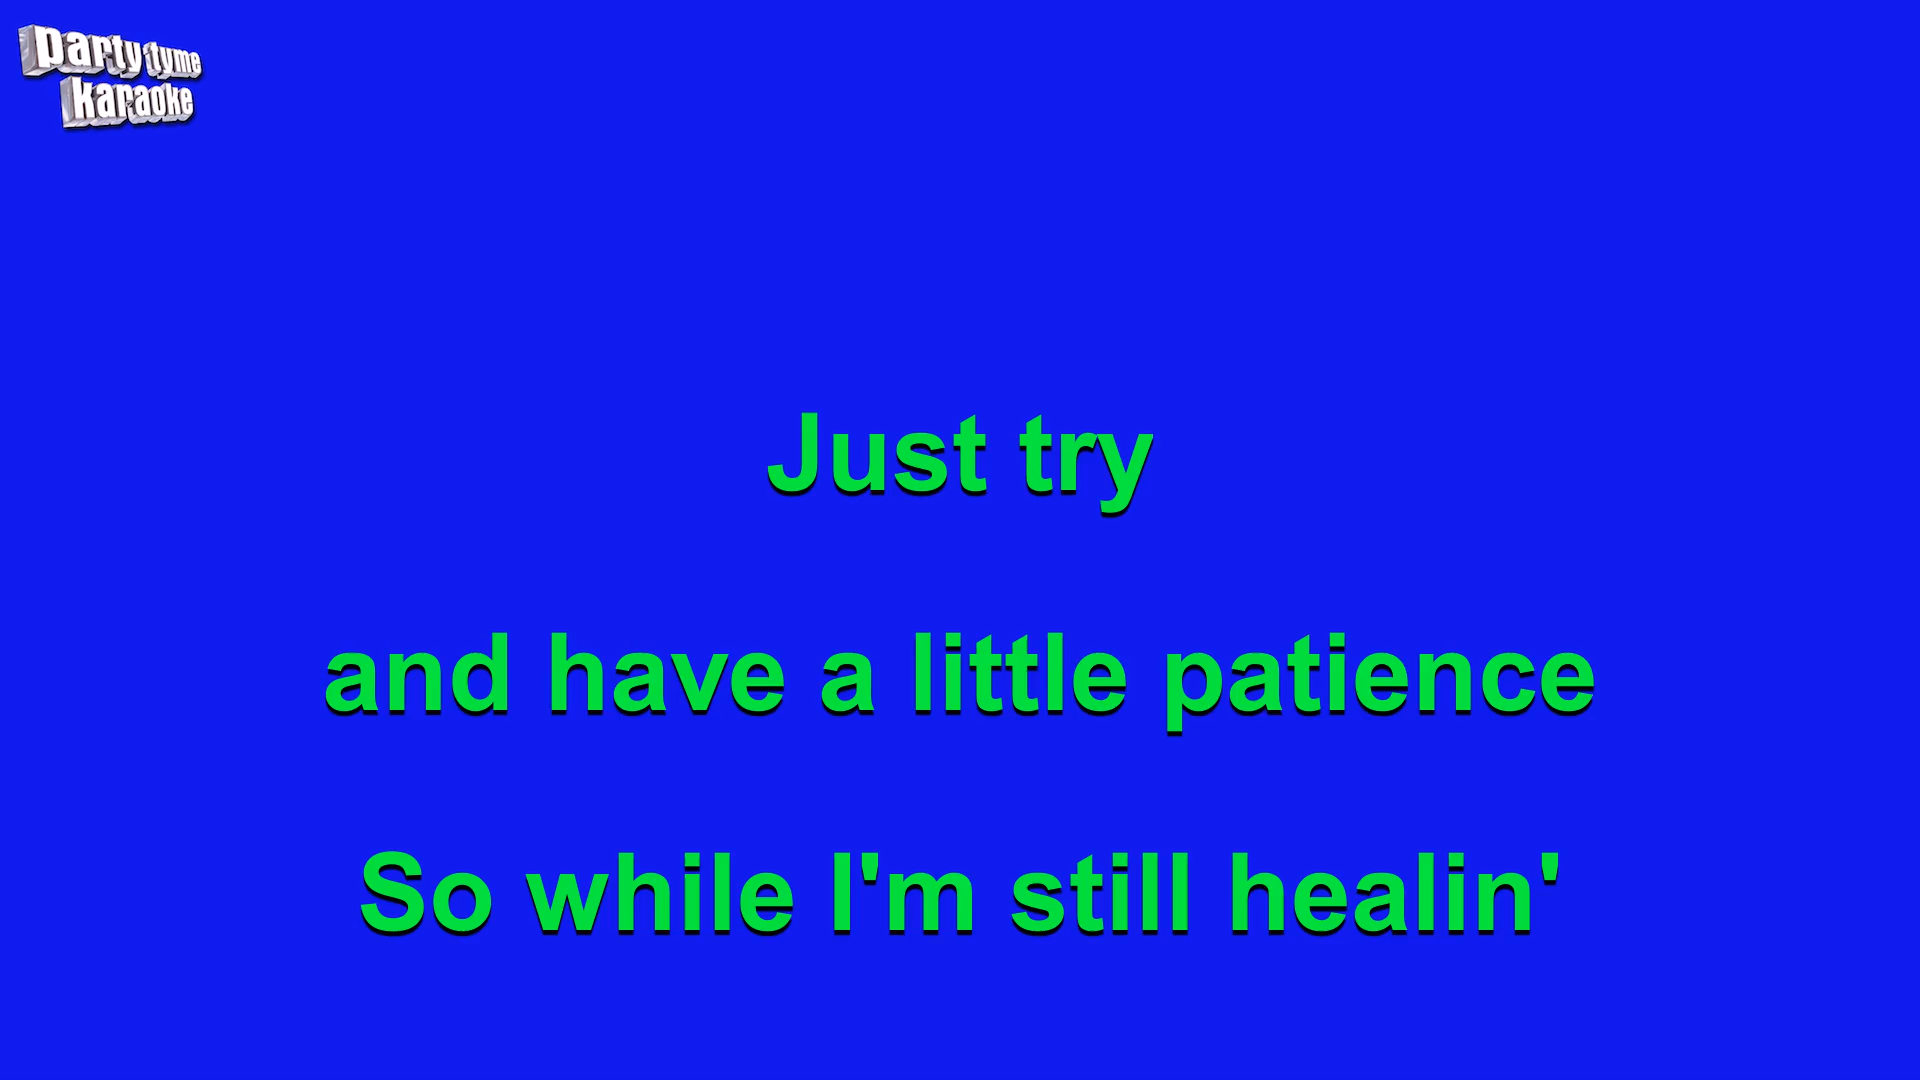 party tyme
karaoke
Just try
and have a little patience
So while I'm still healin'